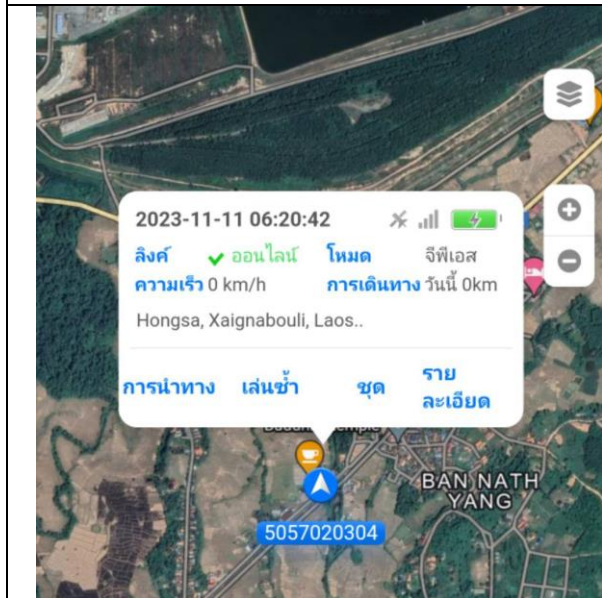 2023-11-11 06:20:42
ลิงค์ ออนไลน์ โหมด จีพีเอส
ความเร็ว 0 km/h การเดินทาง วันนี้ 0km
Hongsa, Xaignabouli, Laos..
การนำทาง เล่นซ้ำ ชุด ราย
ละเอียด
BAN NATH
YANG
5057020304